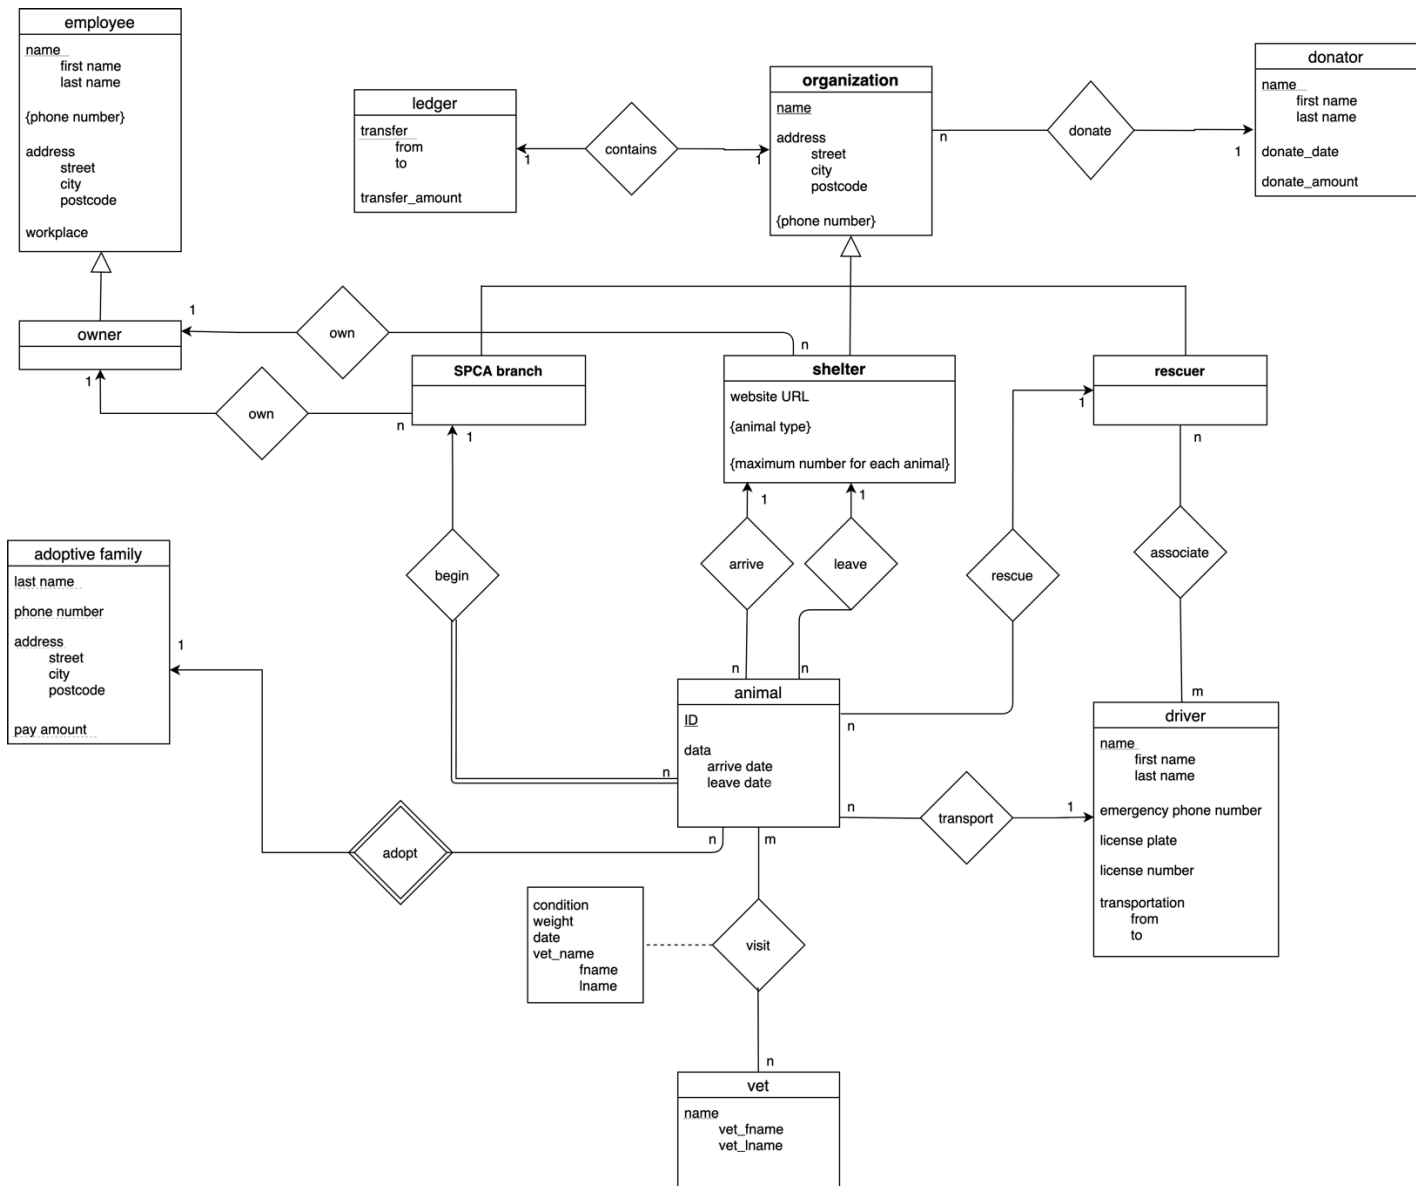 employee
name
first name
last name
{phone number}
address
street
city
postcode
workplace
ledger
transfer
from
to
transfer_amount
1
contains
1
organization
name
address
street
city
postcode
{phone number}
n
donate
1
donator
name
first name
last name
donate_date
donate_amount
owner
1
own
n
1
own
n
SPCA branch
1
shelter
website URL
{animal type}
{maximum number for each animal}
1
1
rescuer
1
n
adoptive family
last name
phone number
address
street
city
postcode
pay amount
1
begin
n
arrive
n
leave
n
rescue
n
associate
m
animal
ID
data
arrive date
leave date
n
transport
1
driver
name
first name
last name
emergency phone number
license plate
license number
transportation
from
to
adopt
n
m
condition
weight
date
vet_name
fname
lname
visit
n
vet
name
vet_fname
vet_lname